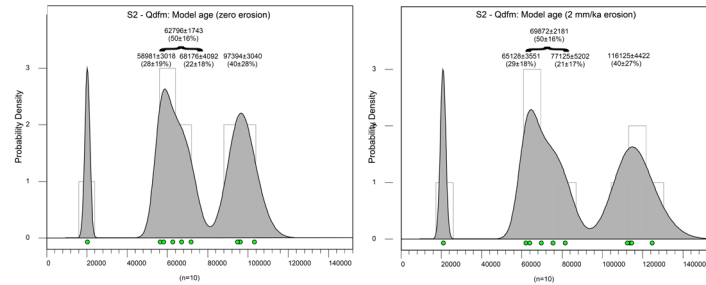 S2 - Qdfm: Model age (zero erosion)
62796±1743
(50±16%)
58981±3018 68176±4092 97394±3040
(28±19%) (22±18%) (40±28%)
Probability Density
3
2
1
0
0 20000 40000 60000 80000 100000 120000 140000
(n=10)
S2 - Qdfm: Model age (2 mm/ka erosion)
69872±2181
(50±16%)
65128±3551 77125±5202 116125±4422
(29±18%) (21±17%) (40±27%)
Probability Density
3
2
1
0
0 20000 40000 60000 80000 100000 120000 140000
(n=10)